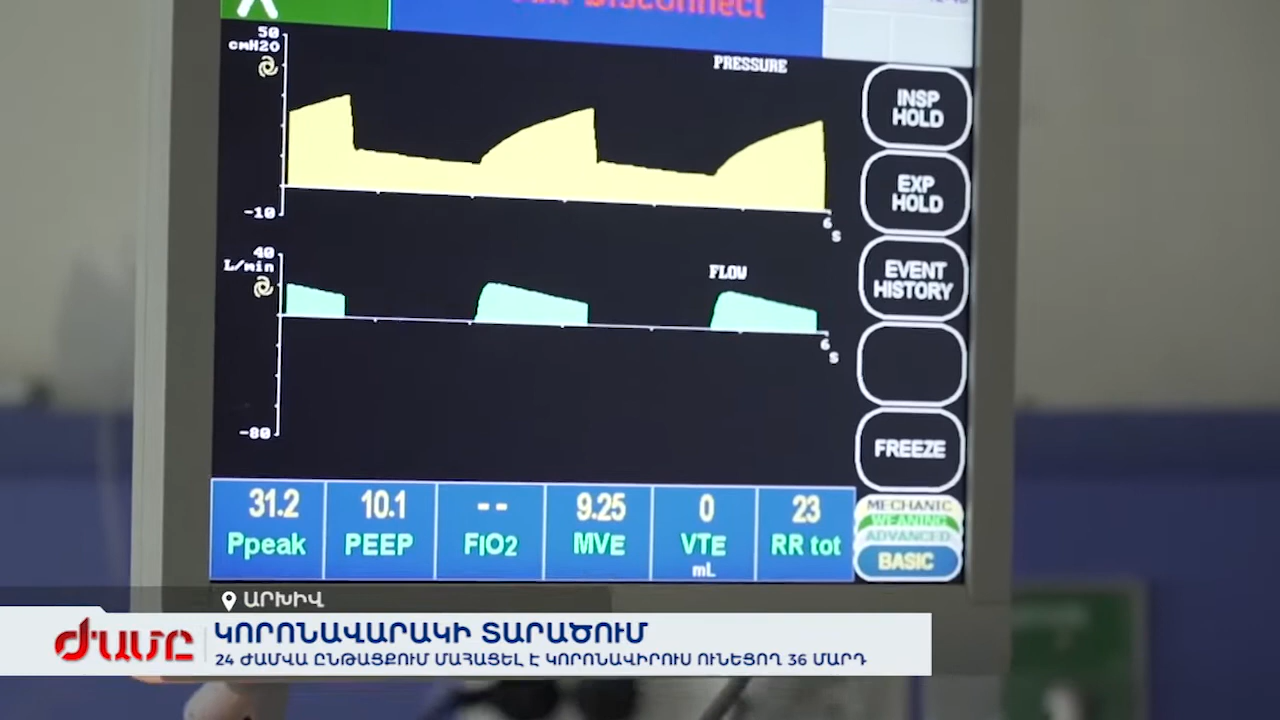 Disconnect
50
cmH2O
PRESSURE
-10
6
s
40
L/min
FLOW
6
s
-80
INSP
HOLD
EXP
HOLD
EVENT
HISTORY
FREEZE
MECHANIC
WEANING
ADVANCED
BASIC
31.2 10.1 -- 9.25 0 23
Ppeak PEEP FIO2 MVE VTE RR tot
mL
ԱՐԽԻՎ
ԺԱՄԸ
ԿՈՐՈՆԱՎԱՐԱԿԻ ՏԱՐԱԾՈՒՄ
24 ԺԱՄՎԱ ԸՆԹԱՑՔՈՒՄ ՄԱՀԱՑԵԼ Է ԿՈՐՈՆԱՎԻՐՈՒՍ ՈՒՆԵՑՈՂ 36 ՄԱՐԴ